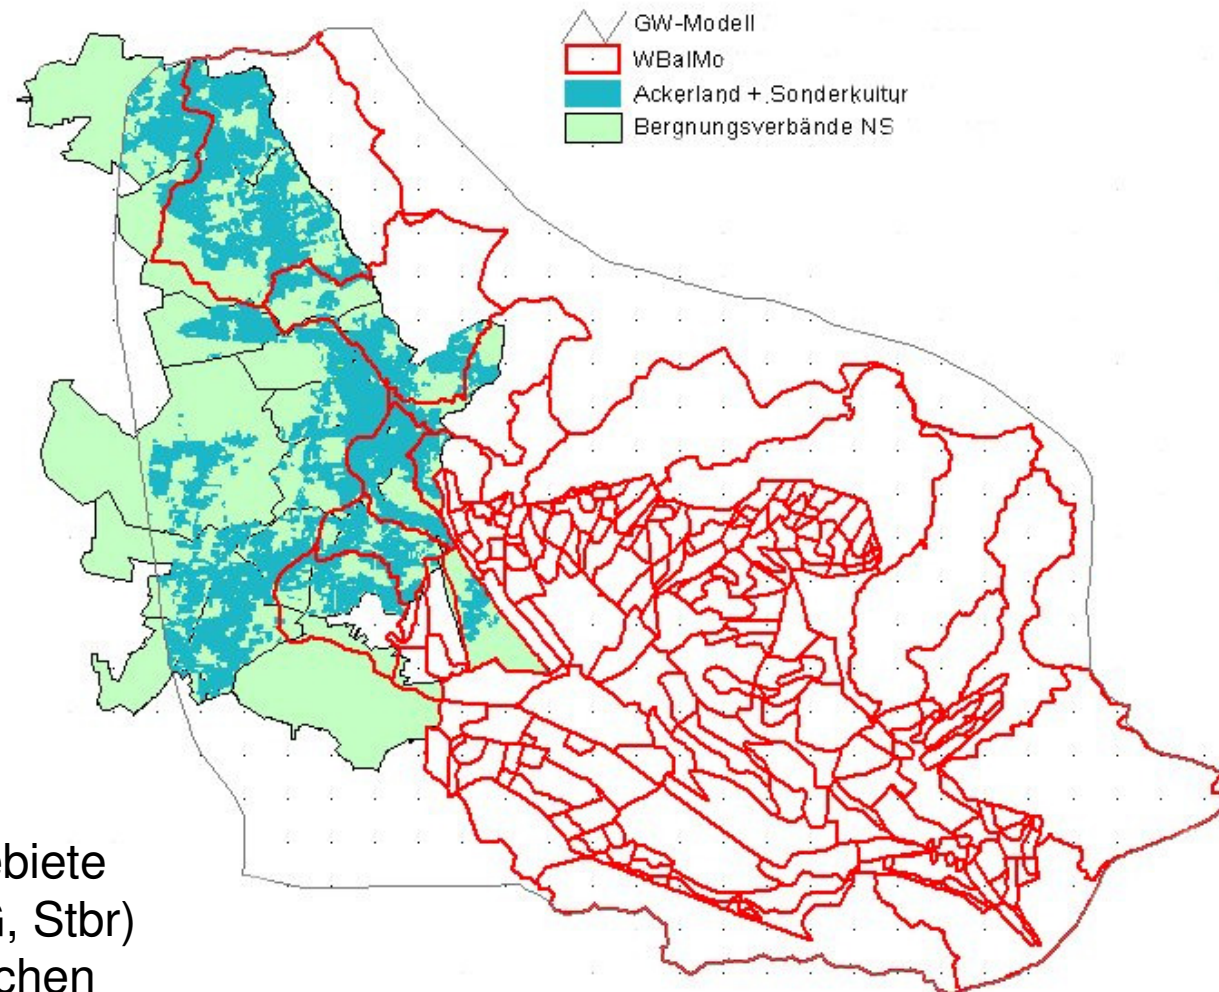 GW-Modell
WBalMo
Ackerland + Sonderkultur
Bergnungsverbände NS
ebiete
, Stbr)
chen